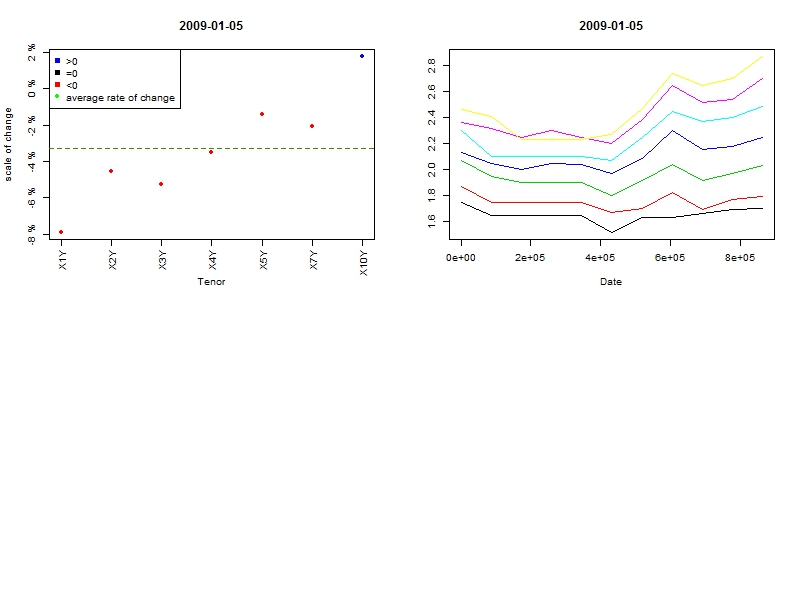 2009-01-05
scale of change
2 %
0 %
-2 %
-4 %
-6 %
-8 %
>0
=0
<0
average rate of change
X1Y
X2Y
X3Y
X4Y
X5Y
X7Y
X10Y
Tenor
2009-01-05
2.8
2.6
2.4
2.2
2.0
1.8
1.6
0e+00
2e+05
4e+05
6e+05
8e+05
Date